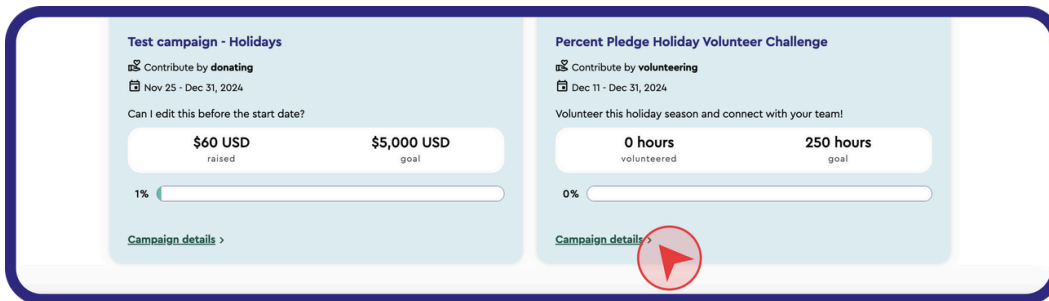 Test campaign - Holidays
Contribute by donating
Nov 25 - Dec 31, 2024
Can I edit this before the start date?
$60 USD
raised
$5,000 USD
goal
1%
Campaign details >
Percent Pledge Holiday Volunteer Challenge
Contribute by volunteering
Dec 11 - Dec 31, 2024
Volunteer this holiday season and connect with your team!
0 hours
volunteered
250 hours
goal
0%
Campaign details >